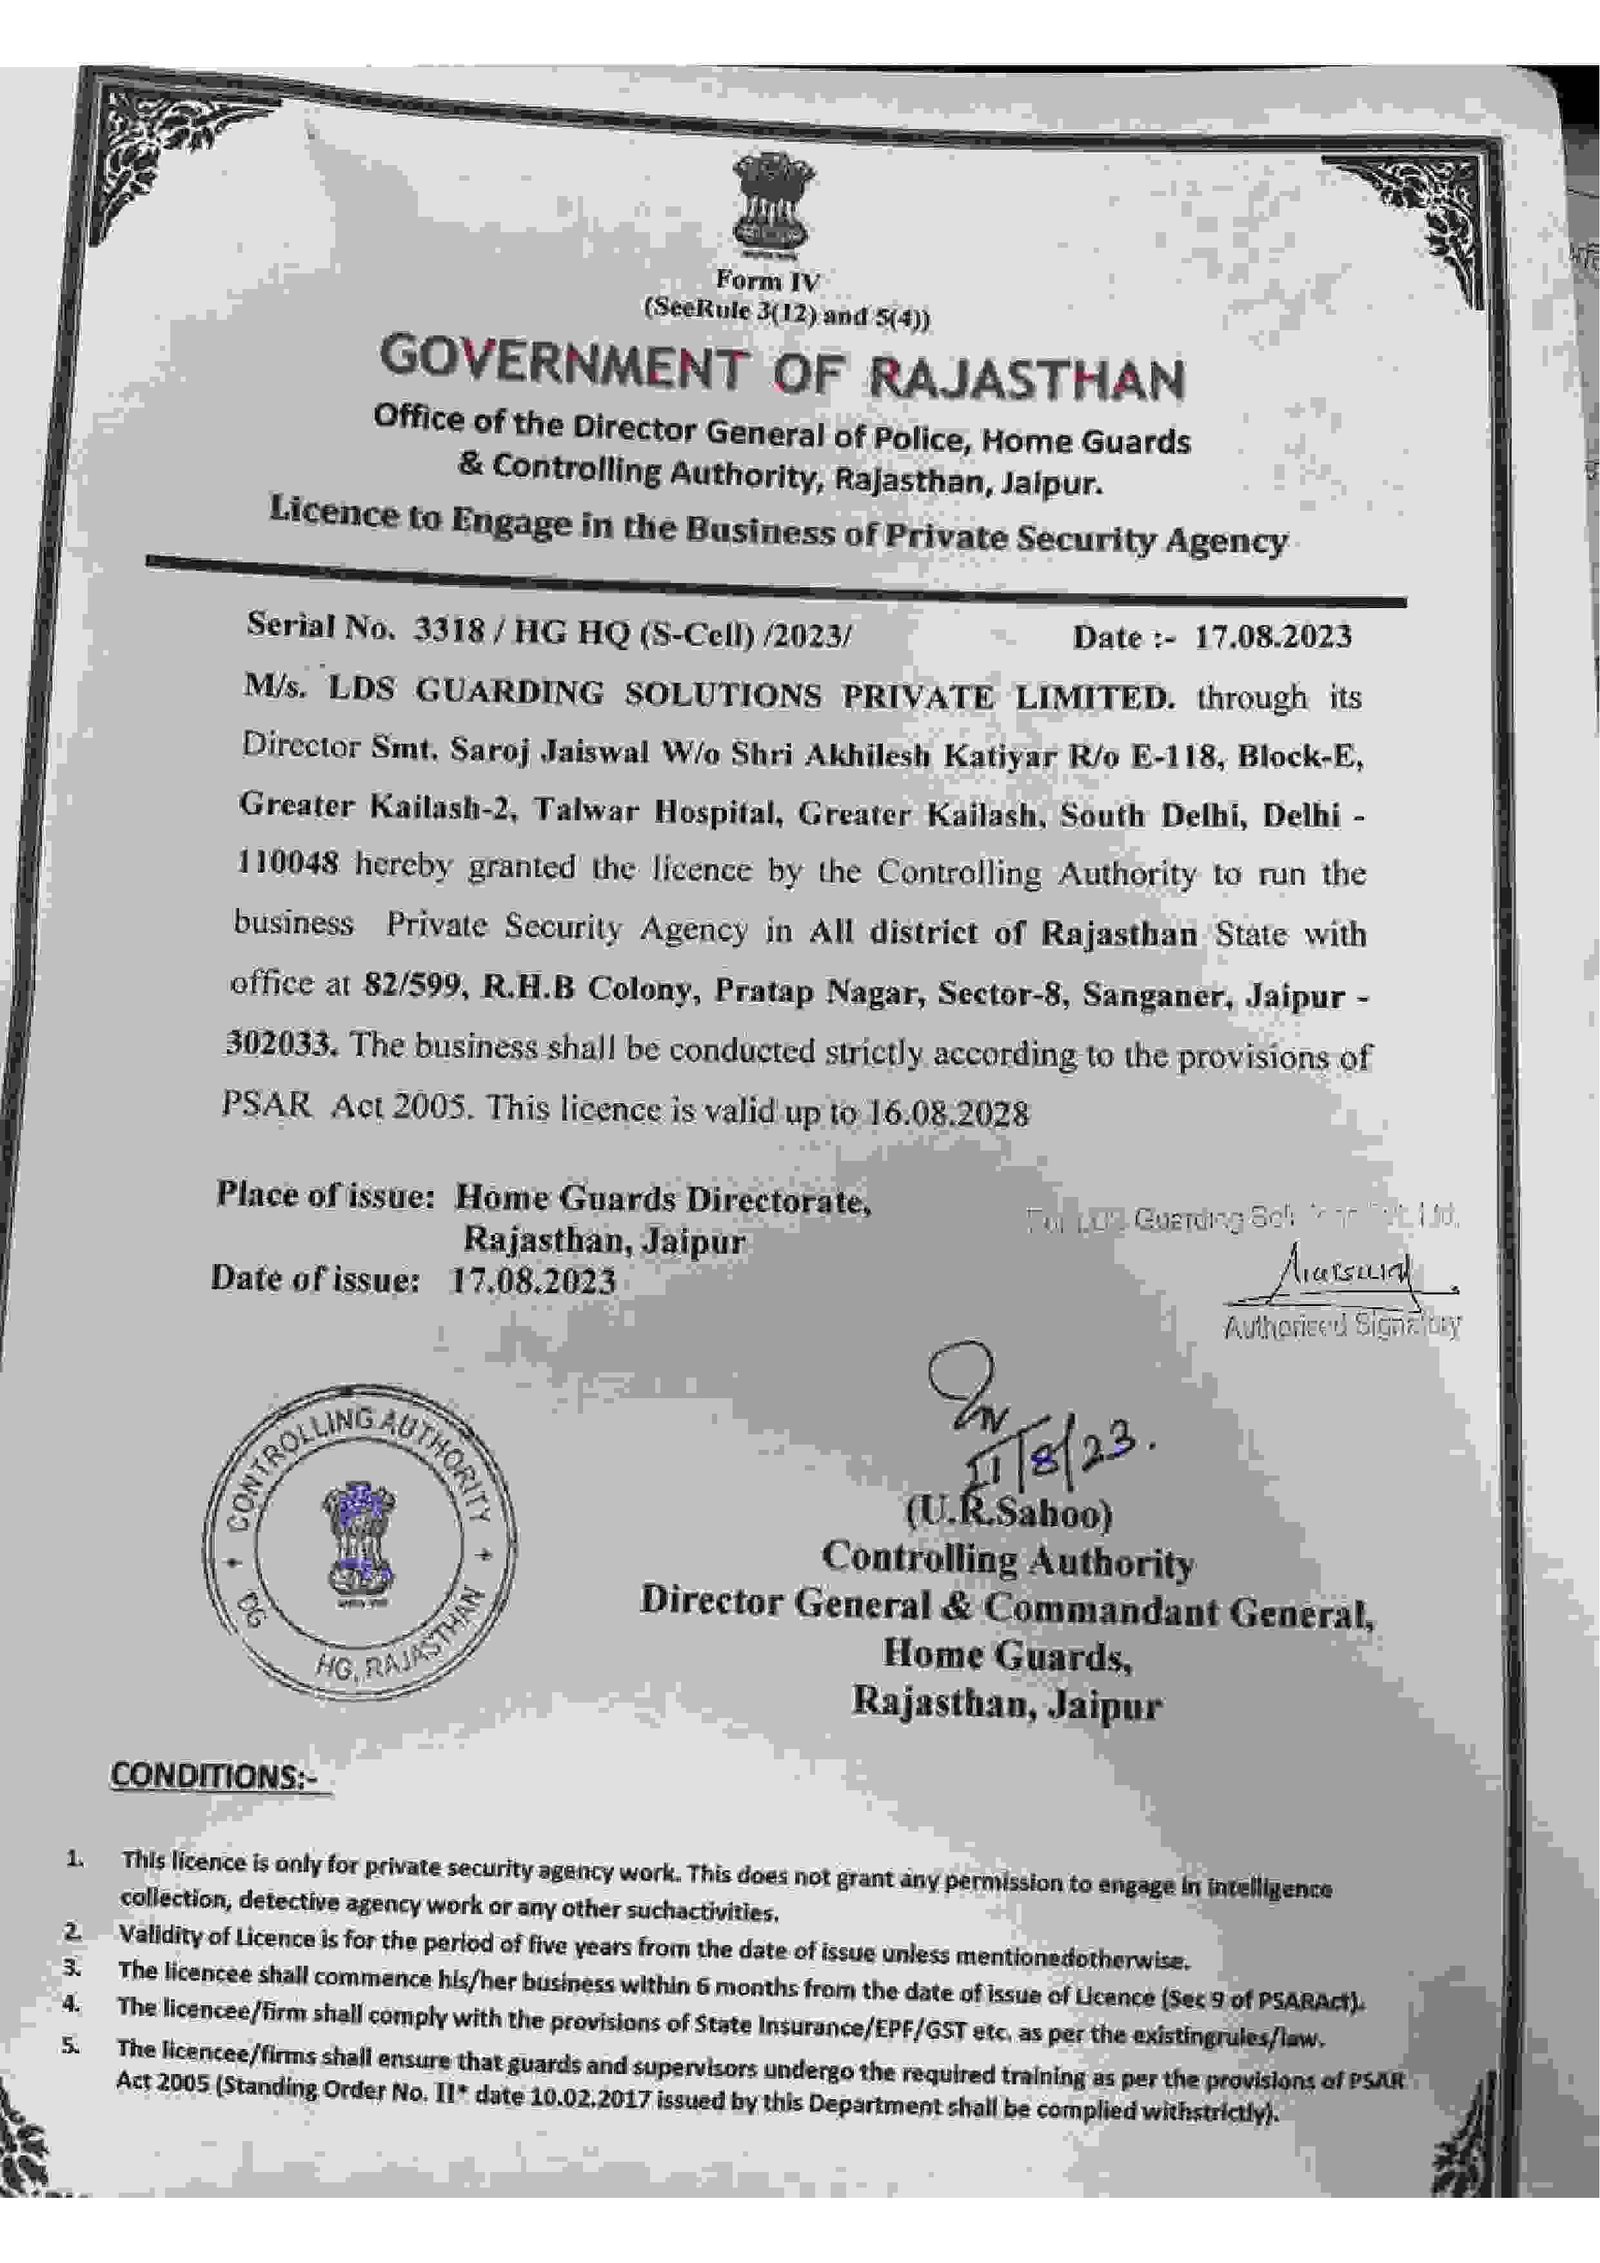 Form IV
(SeeRule 3(12) and 5(4))
GOVERNMENT OF RAJASTHAN
Office of the Director General of Police, Home Guards
& Controlling Authority, Rajasthan, Jaipur.
Licence to Engage in the Business of Private Security Agency
Serial No. 3318 / HG HQ (S-Cell) /2023/ Date :- 17.08.2023
M/s. LDS GUARDING SOLUTIONS PRIVATE LIMITED. through its
Director Smt. Saroj Jaiswal W/o Shri Akhilesh Katiyar R/o E-118, Block-E,
Greater Kailash-2, Talwar Hospital, Greater Kailash, South Delhi, Delhi -
110048 hereby granted the licence by the Controlling Authority to run the
business Private Security Agency in All district of Rajasthan State with
office at 82/599, R.H.B Colony, Pratap Nagar, Sector-8, Sanganer, Jaipur -
302033. The business shall be conducted strictly according to the provisions of
PSAR Act 2005. This licence is valid up to 16.08.2028
Place of issue: Home Guards Directorate,
Rajasthan, Jaipur
Date of issue: 17.08.2023
Guarding Pvt. Ltd.
Authorised Signatory
CONTROLLING AUTHORITY
DG
HG, RAJASTHAN
/8/23.
(U.R.Sahoo)
Controlling Authority
Director General & Commandant General,
Home Guards,
Rajasthan, Jaipur
CONDITIONS:-
1. This licence is only for private security agency work. This does not grant any permission to engage in intelligence
collection, detective agency work or any other suchactivities.
2. Validity of Licence is for the period of five years from the date of issue unless mentionedotherwise.
3. The licencee shall commence his/her business within 6 months from the date of issue of Licence (Sec 9 of PSARAct).
4. The licencee/firm shall comply with the provisions of State Insurance/EPF/GST etc. as per the existingrules/law.
5. The licencee/firms shall ensure that guards and supervisors undergo the required training as per the provisions of PSAR
Act 2005 (Standing Order No. II* date 10.02.2017 issued by this Department shall be complied withstrictly).